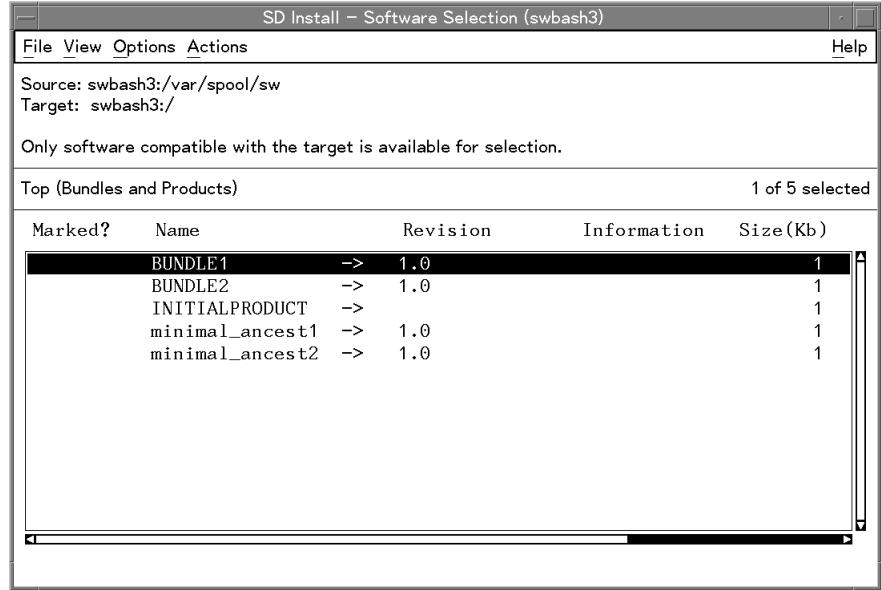 SD Install - Software Selection (swbash3)
File View Options Actions Help
Source: swbash3:/var/spool/sw
Target: swbash3:/
Only software compatible with the target is available for selection.
Top (Bundles and Products) 1 of 5 selected
Marked? Name Revision Information Size(Kb)
BUNDLE1 -> 1.0 1
BUNDLE2 -> 1.0 1
INITIALPRODUCT -> 1
minimal_ancest1 -> 1.0 1
minimal_ancest2 -> 1.0 1